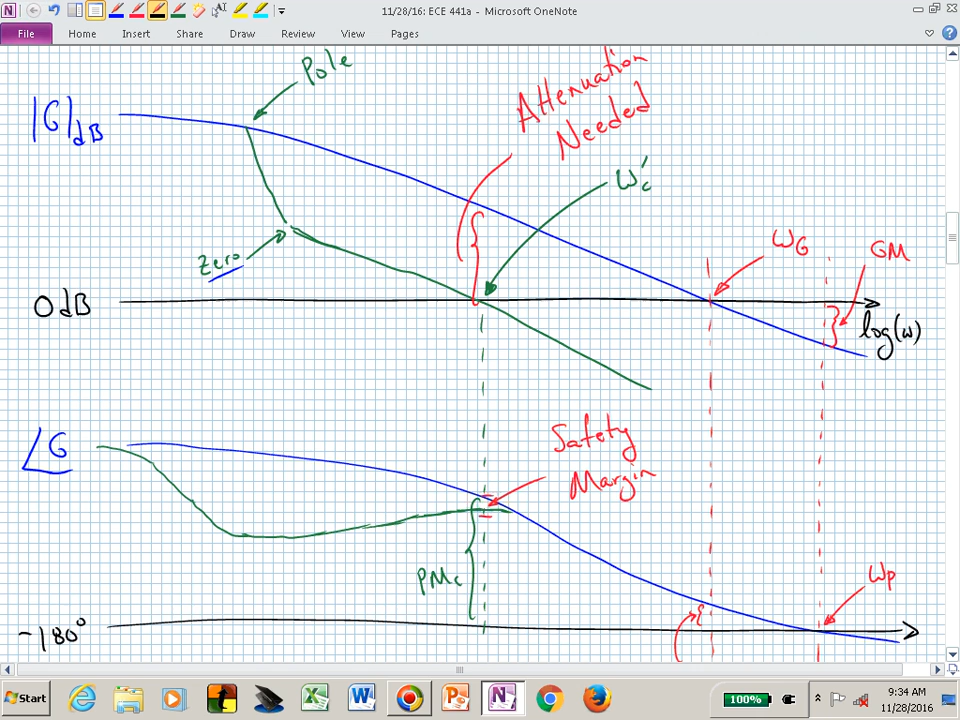 11/28/16: ECE 441a - Microsoft OneNote
File Home Insert Share Draw Review View Pages
Pole
Attenuation
Needed
|G|dB
ωc'
Zero
ωG
GM
0dB
log(ω)
∠G
Safety
Margin
PMc
ωp
-180°
Start
100%
9:34 AM
11/28/2016